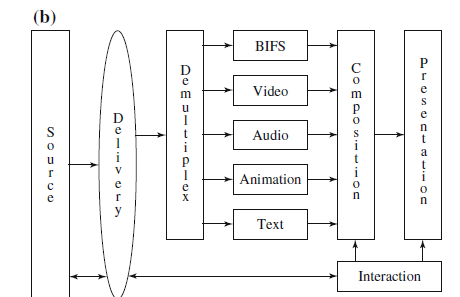 (b)
Source
Delivery
Demultiplex
BIFS
Video
Audio
Animation
Text
Composition
Presentation
Interaction